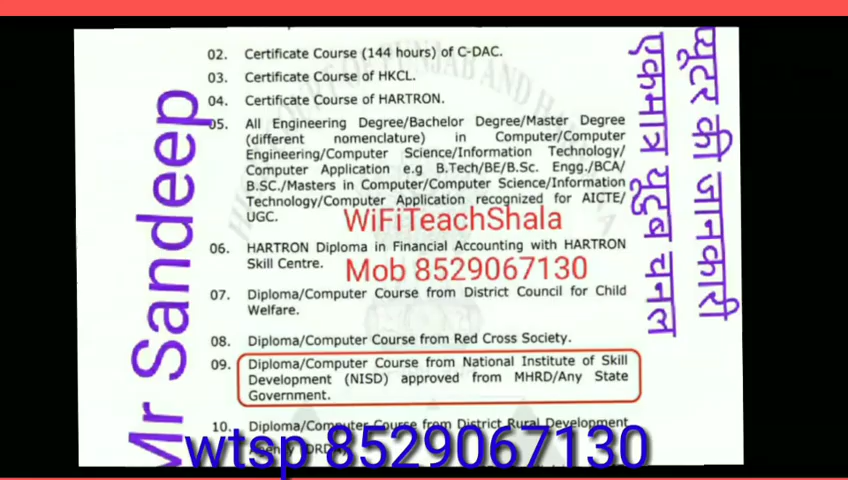 02. Certificate Course (144 hours) of C-DAC.
03. Certificate Course of HKCL.
04. Certificate Course of HARTRON.
05. All Engineering Degree/Bachelor Degree/Master Degree
(different nomenclature) in Computer/Computer
Engineering/Computer Science/Information Technology/
Computer Application e.g B.Tech/BE/B.Sc. Engg./BCA/
B.SC./Masters in Computer/Computer Science/Information
Technology/Computer Application recognized for AICTE/
UGC.
WiFiTeachShala
06. HARTRON Diploma in Financial Accounting with HARTRON
Skill Centre.
Mob 8529067130
07. Diploma/Computer Course from District Council for Child
Welfare.
08. Diploma/Computer Course from Red Cross Society.
09. Diploma/Computer Course from National Institute of Skill
Development (NISD) approved from MHRD/Any State
Government.
10. Diploma/Computer Course from District Rural Development
wtsp 8529067130
Mr Sandeep
की जानकारी
एकमात्र यूटुब चनल